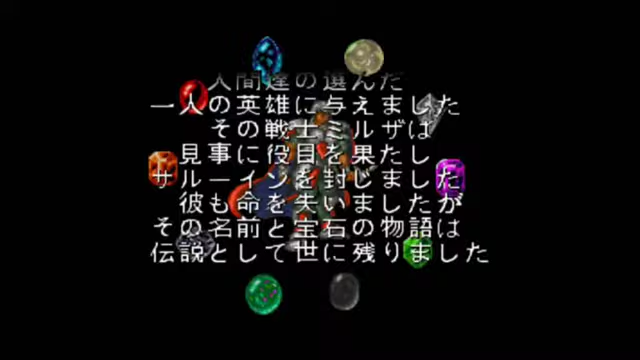 人間達の選んだ
一人の英雄に与えました
その戦士ミルザは
見事に役目を果たし
サルーインを封じました
彼も命を失いましたが
その名前と宝石の物語は
伝説として世に残りました